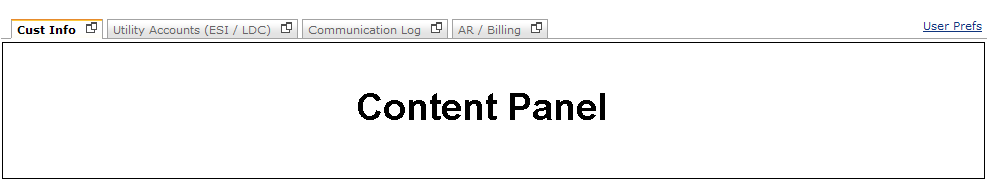 Cust Info Utility Accounts (ESI / LDC) Communication Log AR / Billing User Prefs
Content Panel